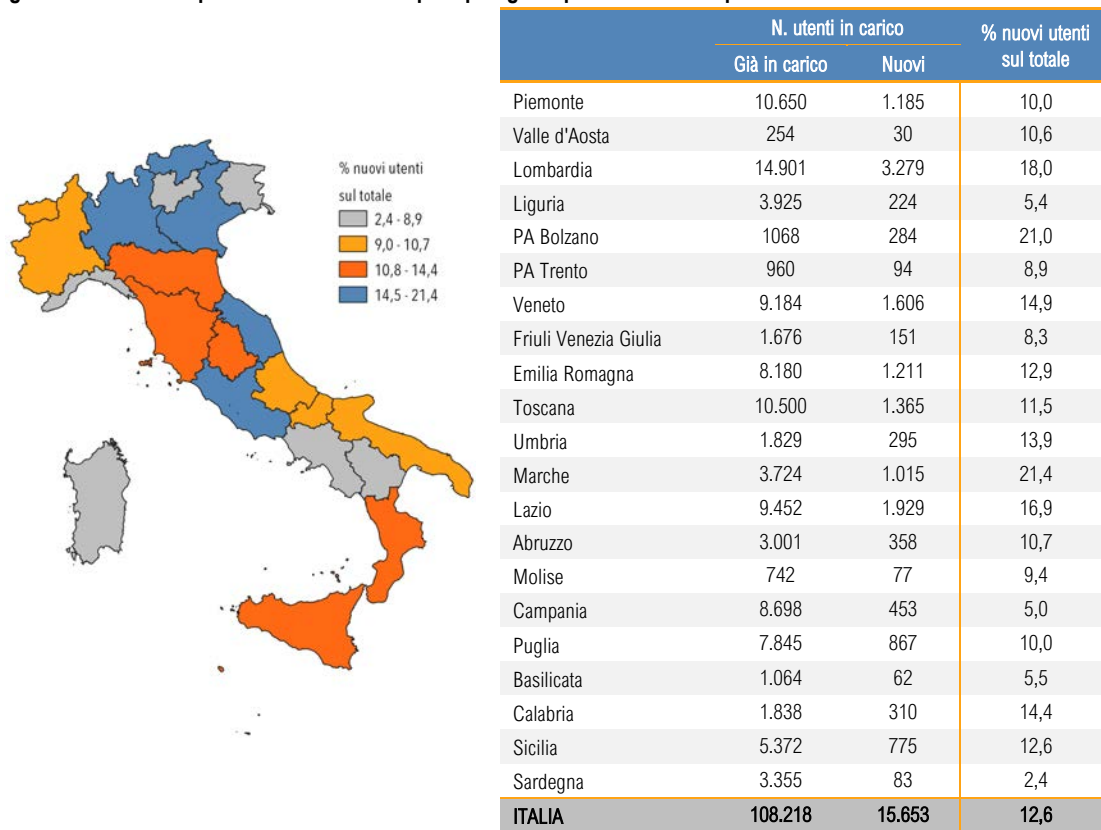 % nuovi utenti
sul totale
2,4 - 8,9
9,0 - 10,7
10,8 - 14,4
14,5 - 21,4
N. utenti in carico % nuovi utenti sul totale
Già in carico Nuovi
Piemonte 10.650 1.185 10,0
Valle d'Aosta 254 30 10,6
Lombardia 14.901 3.279 18,0
Liguria 3.925 224 5,4
PA Bolzano 1068 284 21,0
PA Trento 960 94 8,9
Veneto 9.184 1.606 14,9
Friuli Venezia Giulia 1.676 151 8,3
Emilia Romagna 8.180 1.211 12,9
Toscana 10.500 1.365 11,5
Umbria 1.829 295 13,9
Marche 3.724 1.015 21,4
Lazio 9.452 1.929 16,9
Abruzzo 3.001 358 10,7
Molise 742 77 9,4
Campania 8.698 453 5,0
Puglia 7.845 867 10,0
Basilicata 1.064 62 5,5
Calabria 1.838 310 14,4
Sicilia 5.372 775 12,6
Sardegna 3.355 83 2,4
ITALIA 108.218 15.653 12,6